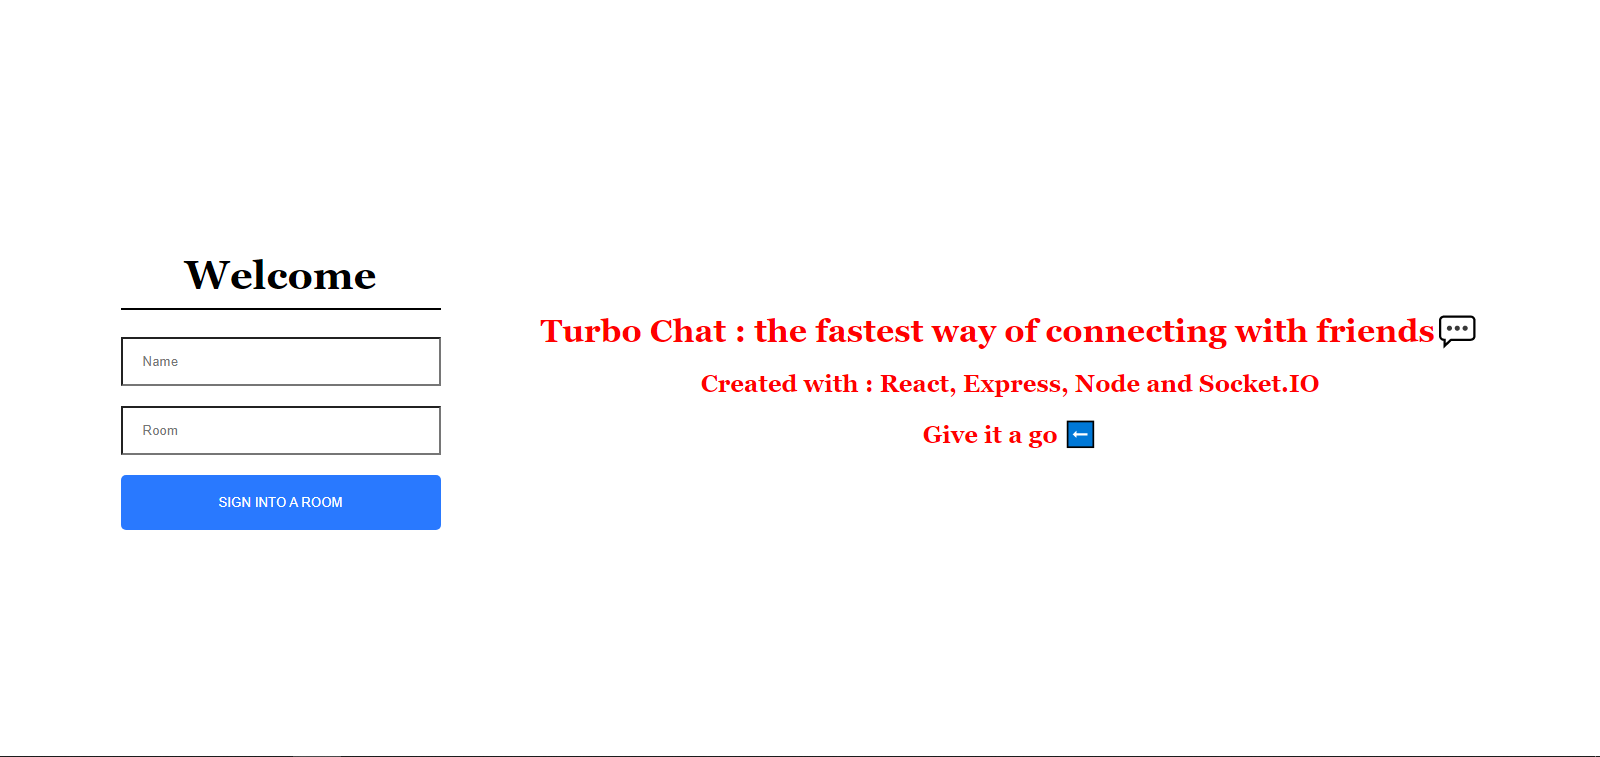 Welcome
Name
Room
SIGN INTO A ROOM
Turbo Chat : the fastest way of connecting with friends💬
Created with : React, Express, Node and Socket.IO
Give it a go ⬅️